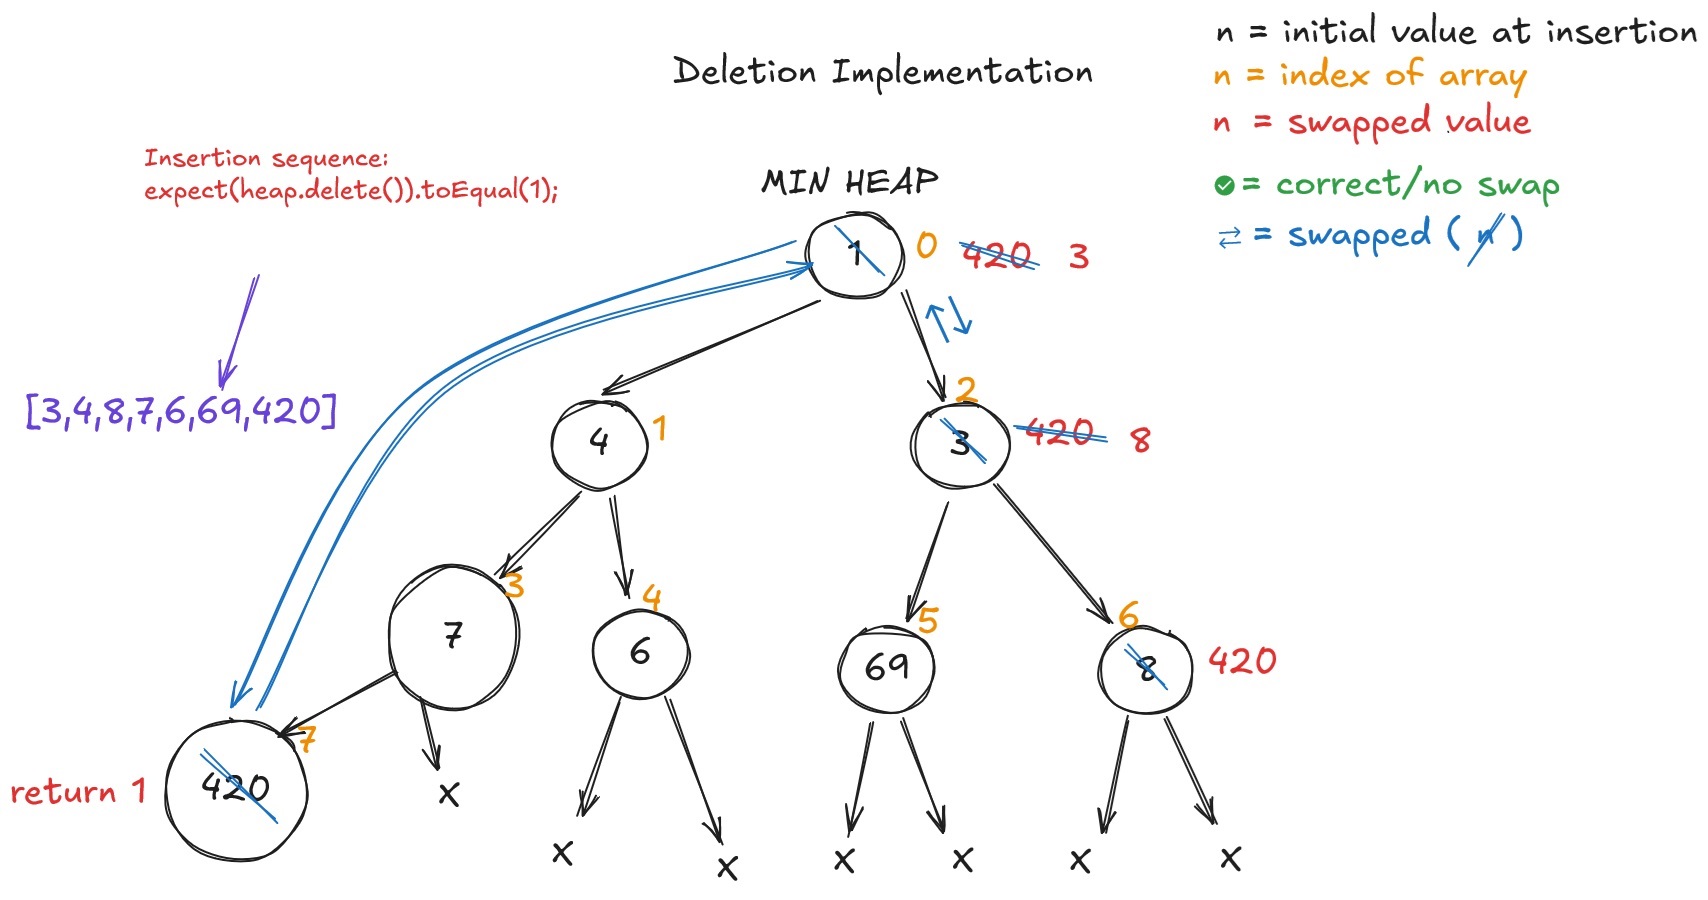 n = initial value at insertion
n = index of array
n = swapped value
= correct/no swap
⇄ = swapped ( n )
Deletion Implementation
Insertion sequence:
expect(heap.delete()).toEqual(1);
MIN HEAP
1
0
420
3
[3,4,8,7,6,69,420]
4
1
3
2
420
8
7
3
6
4
69
5
8
6
420
return 1
420
7
x
x
x
x
x
x
x